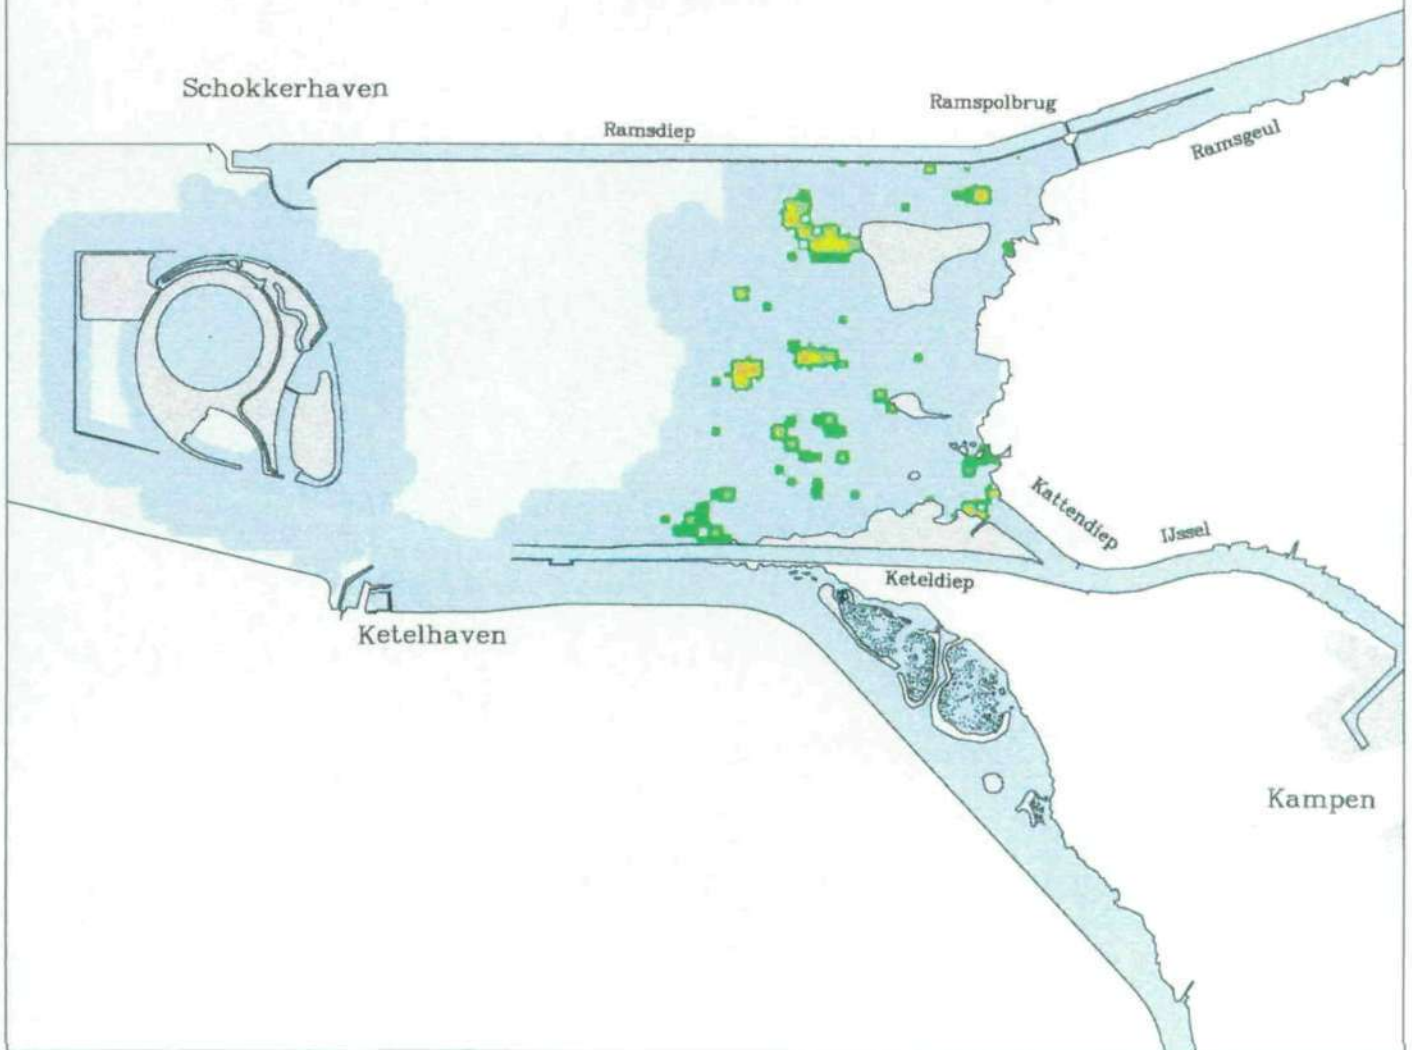 Schokkerhaven
Ramspolbrug
Ramsdiep
Ramsgeul
Kattendiep
IJssel
Keteldiep
Ketelhaven
Kampen